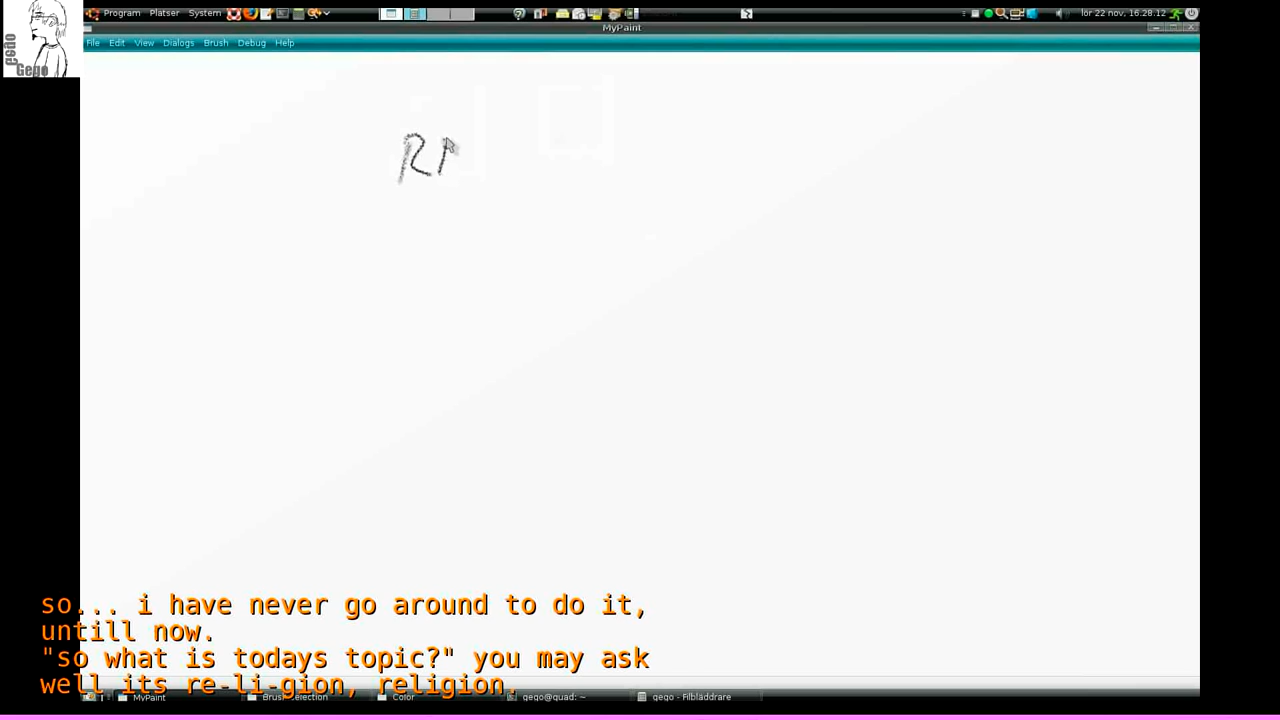 Program Platser System lör 22 nov, 16.28.12
MyPaint
File Edit View Dialogs Brush Debug Help
Gego
Gego
R
so... i have never go around to do it,
untill now.
"so what is todays topic?" you may ask
well its re-li-gion, religion.
MyPaint Brush Selection Color gego@quad: ~ gego - Filbläddrare